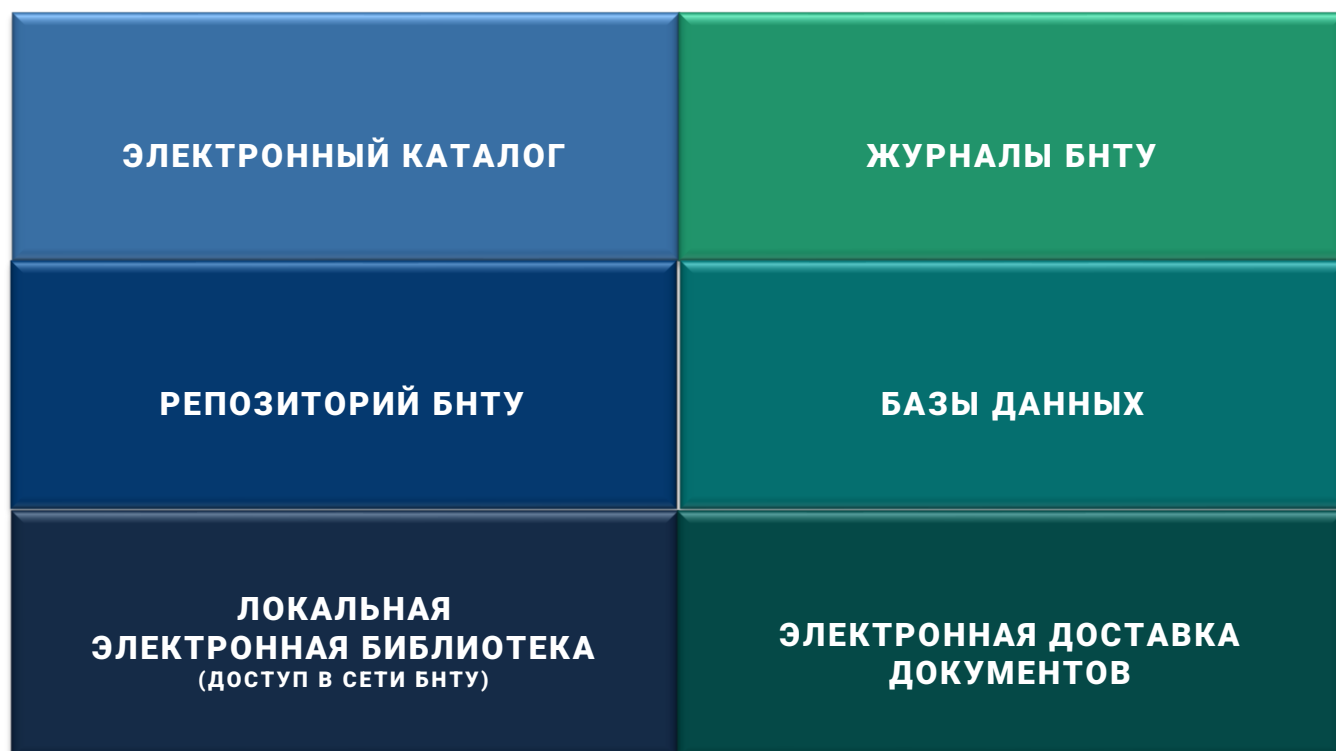 ЭЛЕКТРОННЫЙ КАТАЛОГ
ЖУРНАЛЫ БНТУ
РЕПОЗИТОРИЙ БНТУ
БАЗЫ ДАННЫХ
ЛОКАЛЬНАЯ
ЭЛЕКТРОННАЯ БИБЛИОТЕКА
(ДОСТУП В СЕТИ БНТУ)
ЭЛЕКТРОННАЯ ДОСТАВКА
ДОКУМЕНТОВ